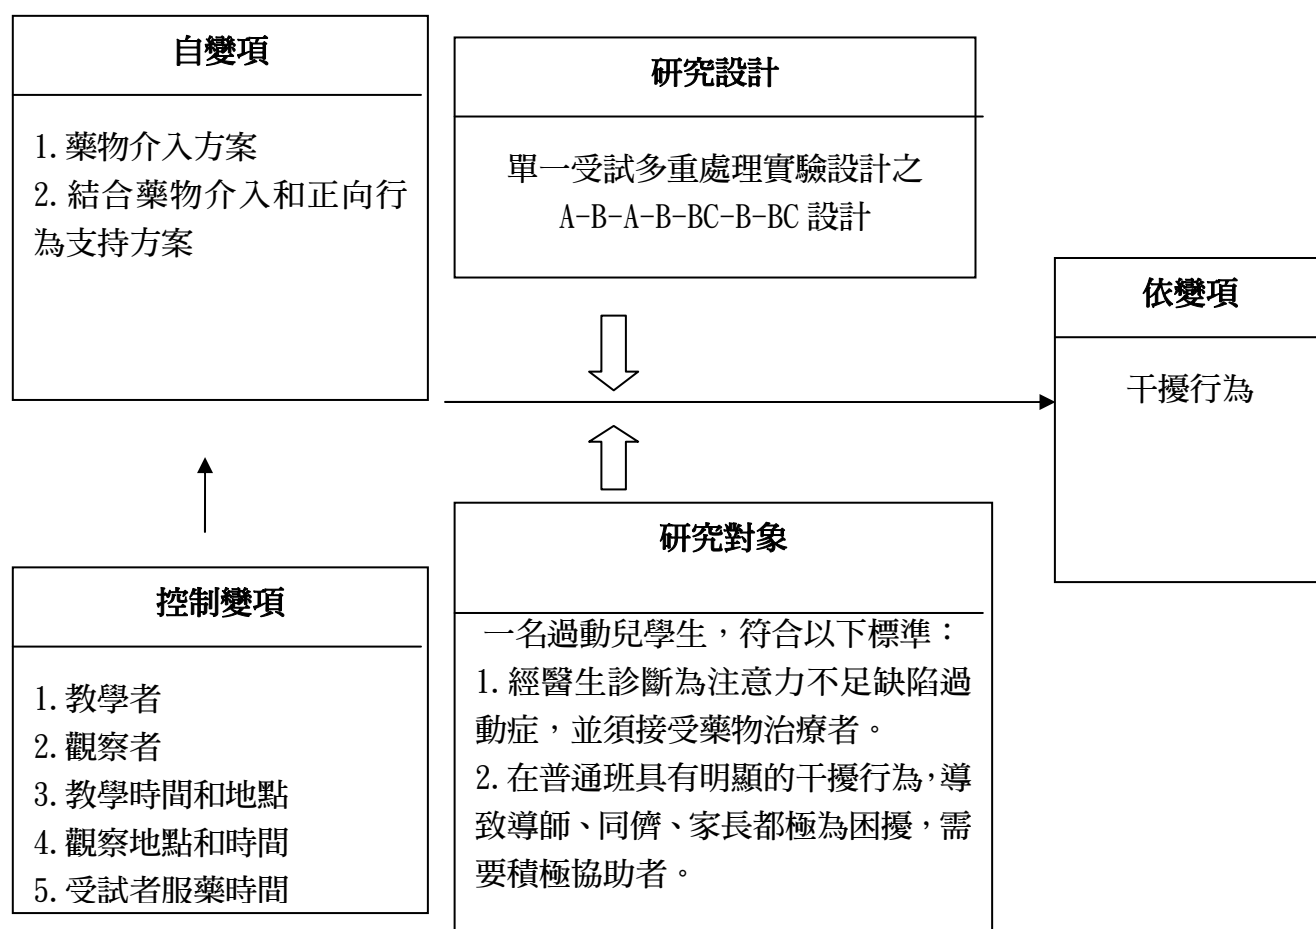 自變項
1.藥物介入方案
2.結合藥物介入和正向行
為支持方案
研究設計
單一受試多重處理實驗設計之
A-B-A-B-BC-B-BC 設計
依變項
干擾行為
控制變項
1.教學者
2.觀察者
3.教學時間和地點
4.觀察地點和時間
5.受試者服藥時間
研究對象
一名過動兒學生，符合以下標準：
1.經醫生診斷為注意力不足缺陷過
動症，並須接受藥物治療者。
2.在普通班具有明顯的干擾行為，導
致導師、同儕、家長都極為困擾，需
要積極協助者。